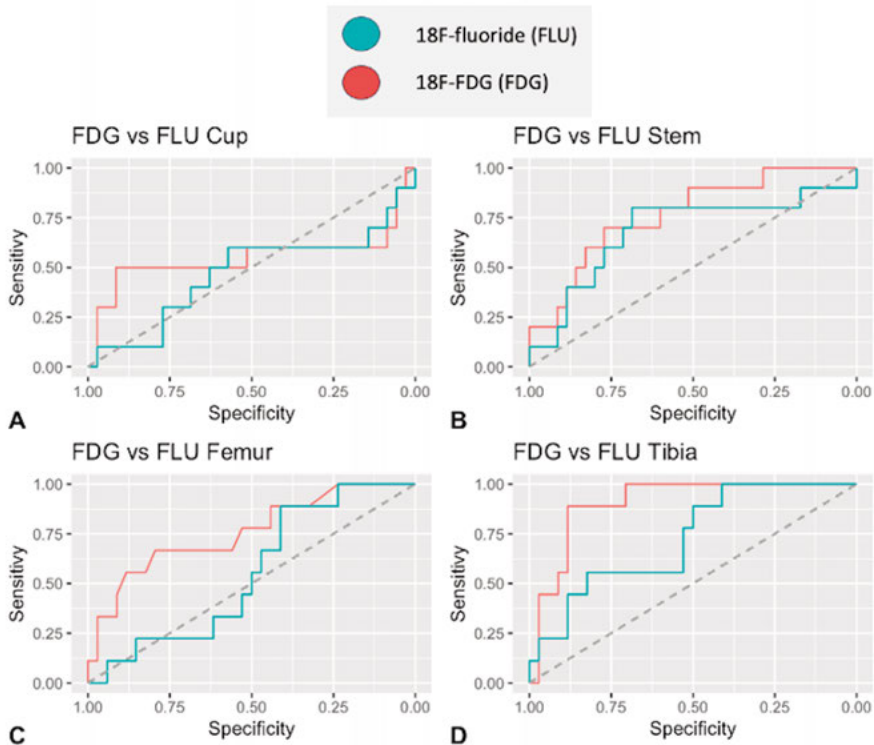 18F-fluoride (FLU)
18F-FDG (FDG)
FDG vs FLU Cup
1.00
0.75
0.50
0.25
0.00
Sensitivy
1.00 0.75 0.50 0.25 0.00
Specificity
A
FDG vs FLU Stem
1.00
0.75
0.50
0.25
0.00
Sensitivy
1.00 0.75 0.50 0.25 0.00
Specificity
B
FDG vs FLU Femur
1.00
0.75
0.50
0.25
0.00
Sensitivy
1.00 0.75 0.50 0.25 0.00
Specificity
C
FDG vs FLU Tibia
1.00
0.75
0.50
0.25
0.00
Sensitivy
1.00 0.75 0.50 0.25 0.00
Specificity
D